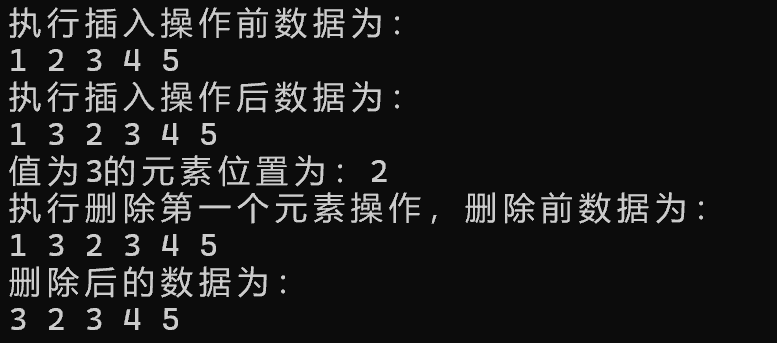 执行插入操作前数据为：
1 2 3 4 5
执行插入操作后数据为：
1 3 2 3 4 5
值为3的元素位置为：2
执行删除第一个元素操作，删除前数据为：
1 3 2 3 4 5
删除后的数据为：
3 2 3 4 5